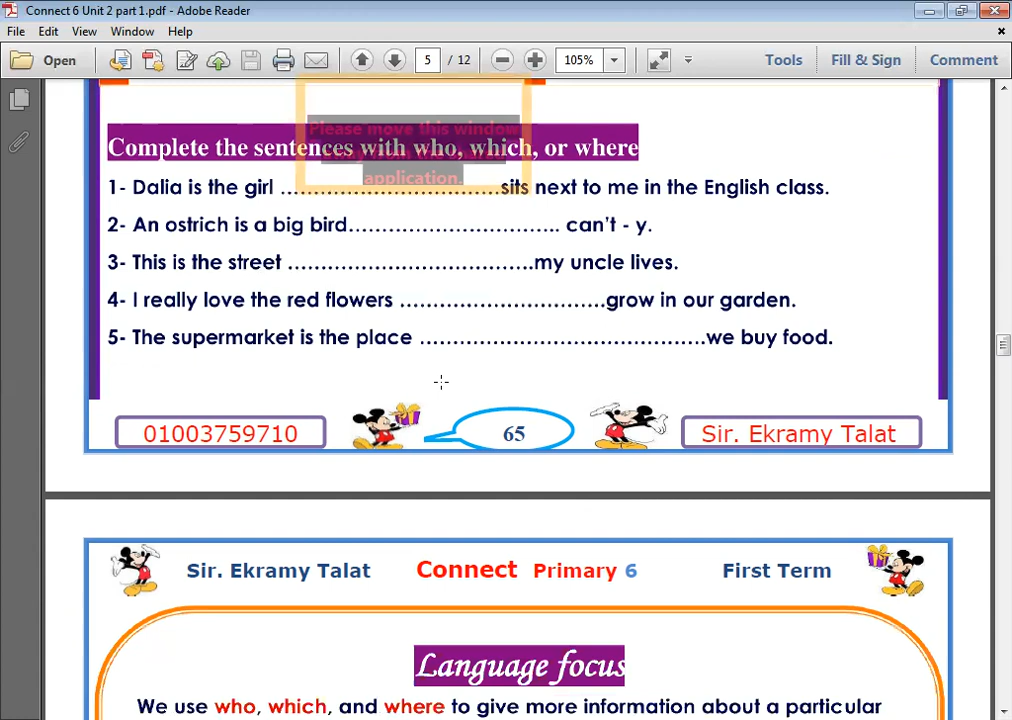 Connect 6 Unit 2 part 1.pdf - Adobe Reader
File Edit View Window Help
Open 5 / 12 105% Tools Fill & Sign Comment
Please move this window
application.
Complete the sentences with who, which, or where
1- Dalia is the girl ……………………………sits next to me in the English class.
2- An ostrich is a big bird………………………….. can’t - y.
3- This is the street ……………………………….my uncle lives.
4- I really love the red flowers ………………………….grow in our garden.
5- The supermarket is the place …………………………………….we buy food.
01003759710 65 Sir. Ekramy Talat
Sir. Ekramy Talat Connect Primary 6 First Term
Language focus
We use who, which, and where to give more information about a particular